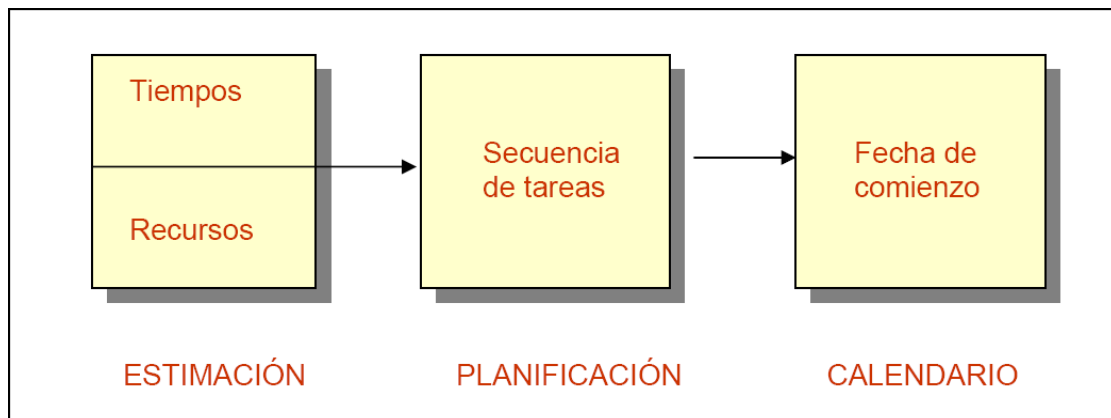 Tiempos
Recursos
Secuencia
de tareas
Fecha de
comienzo
ESTIMACIÓN
PLANIFICACIÓN
CALENDARIO